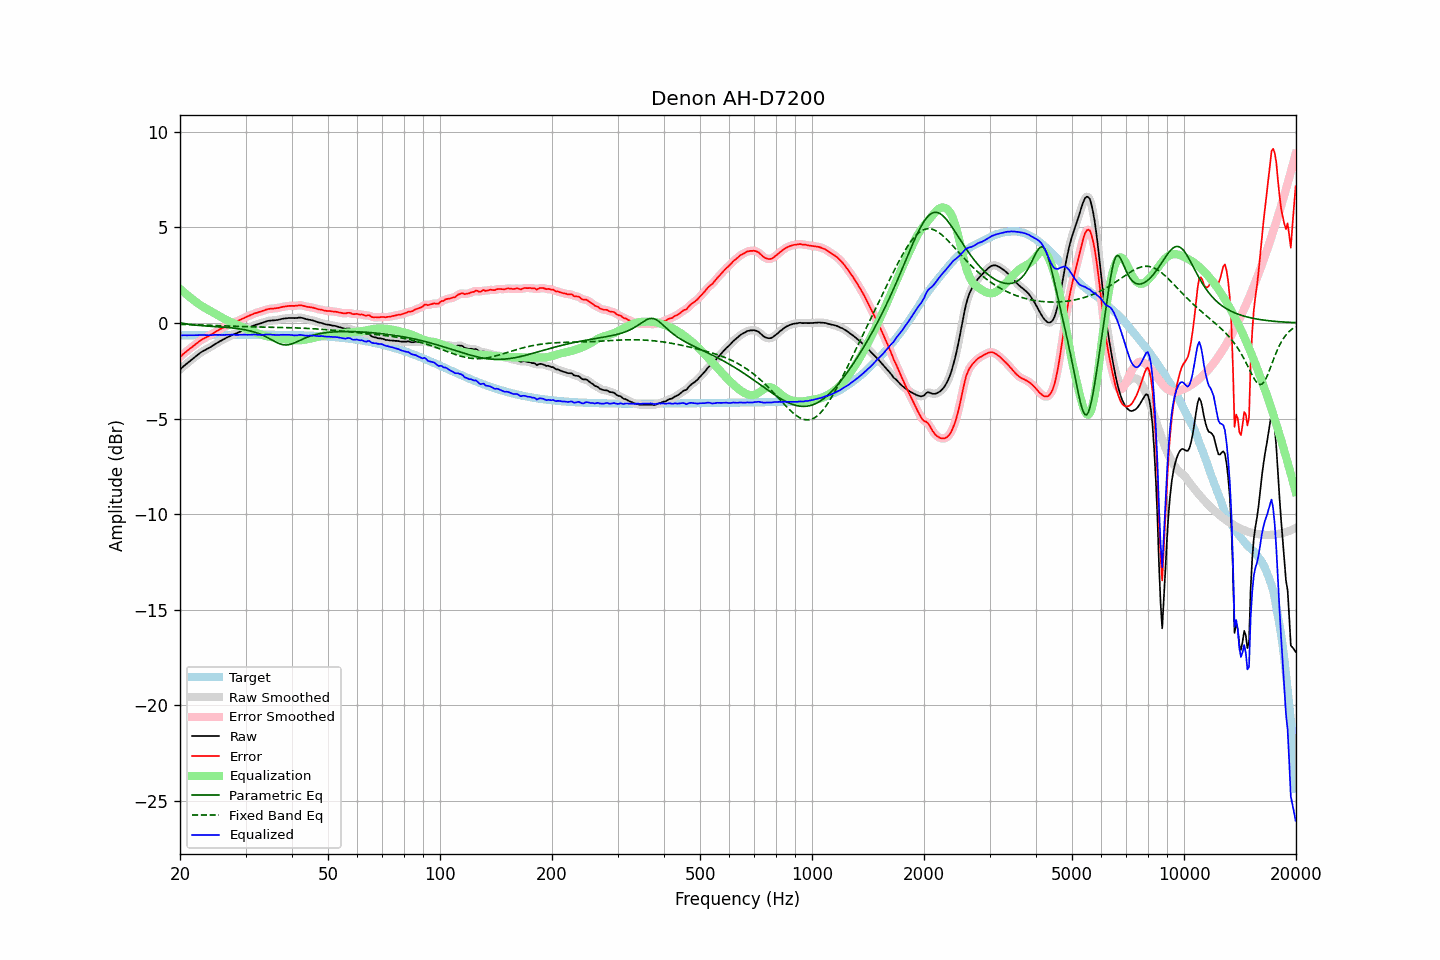 Denon AH-D7200
Amplitude (dBr)
10
5
0
−5
−10
−15
−20
−25
Target
Raw Smoothed
Error Smoothed
Raw
Error
Equalization
Parametric Eq
Fixed Band Eq
Equalized
20 50 100 200 500 1000 2000 5000 10000 20000
Frequency (Hz)